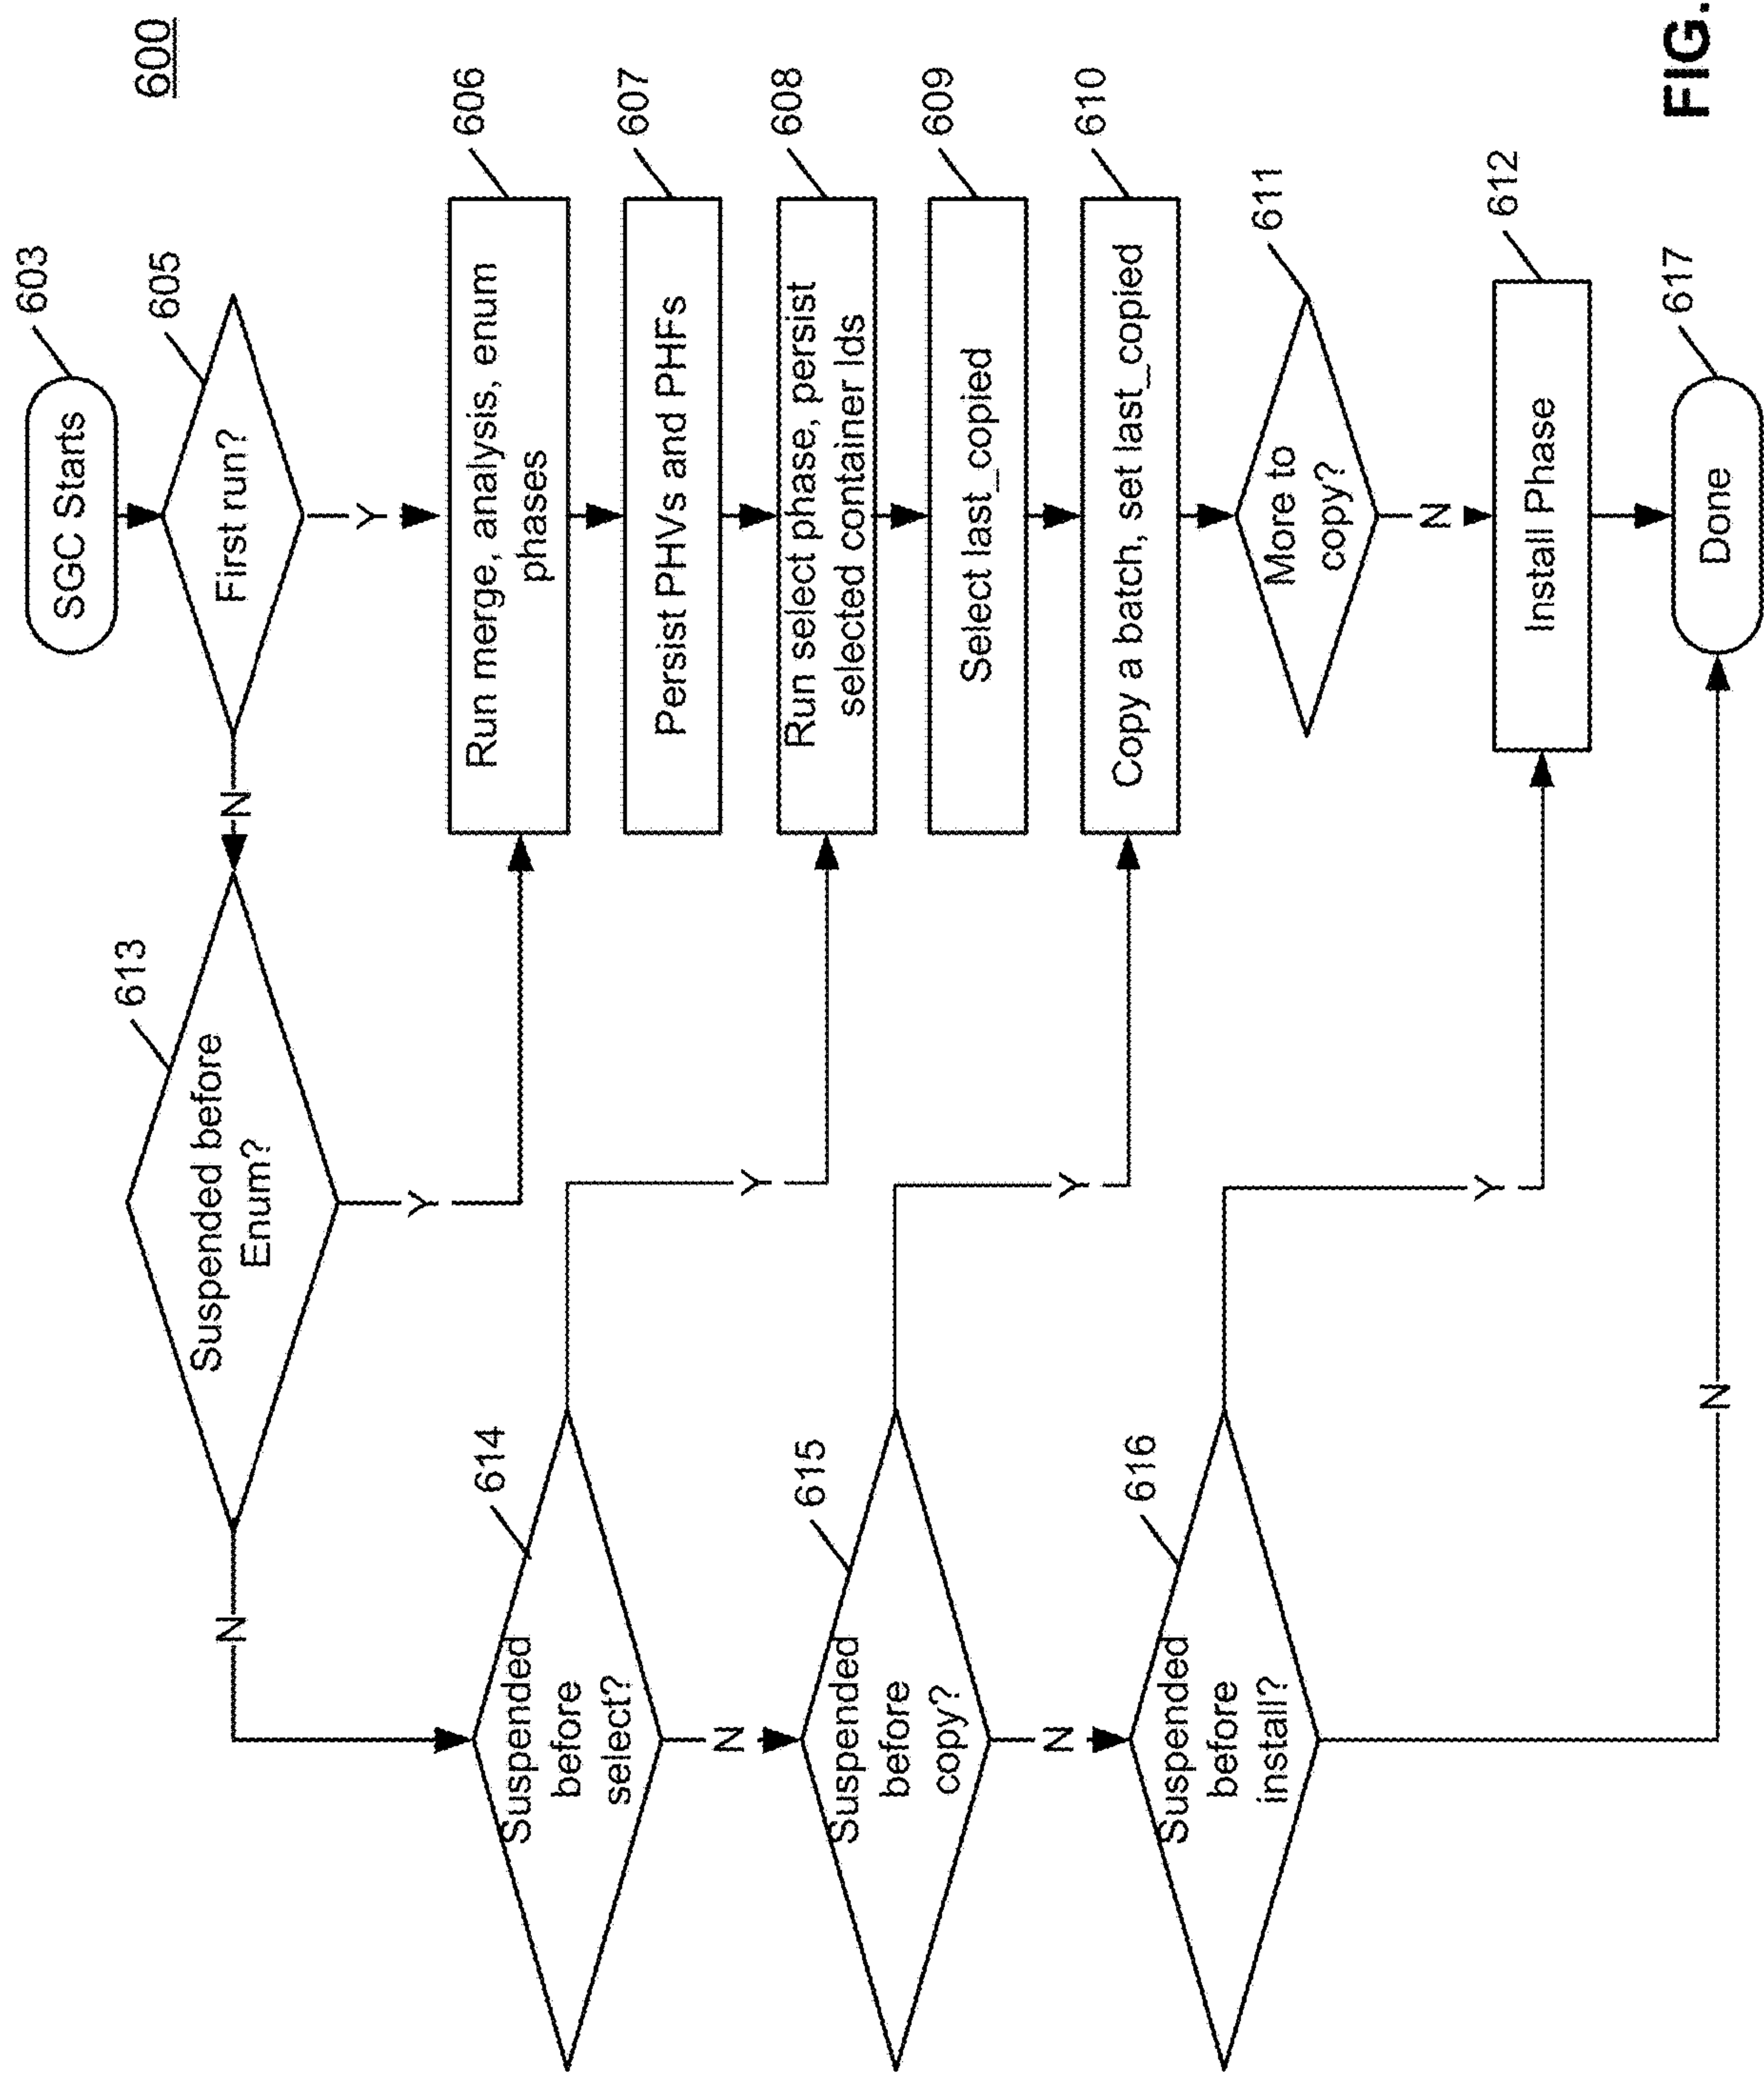 600
SGC Starts
603
First run?
605
Y
N
Suspended before
Enum?
613
Y
N
Run merge, analysis, enum
phases
606
Persist PHVs and PHFs
607
Run select phase, persist
selected container Ids
608
Select last_copied
609
Copy a batch, set last_copied
610
More to
copy?
611
N
Install Phase
612
Done
617
Suspended
before
select?
614
Y
N
Suspended
before
copy?
615
Y
N
Suspended
before
install?
616
Y
N
FIG.